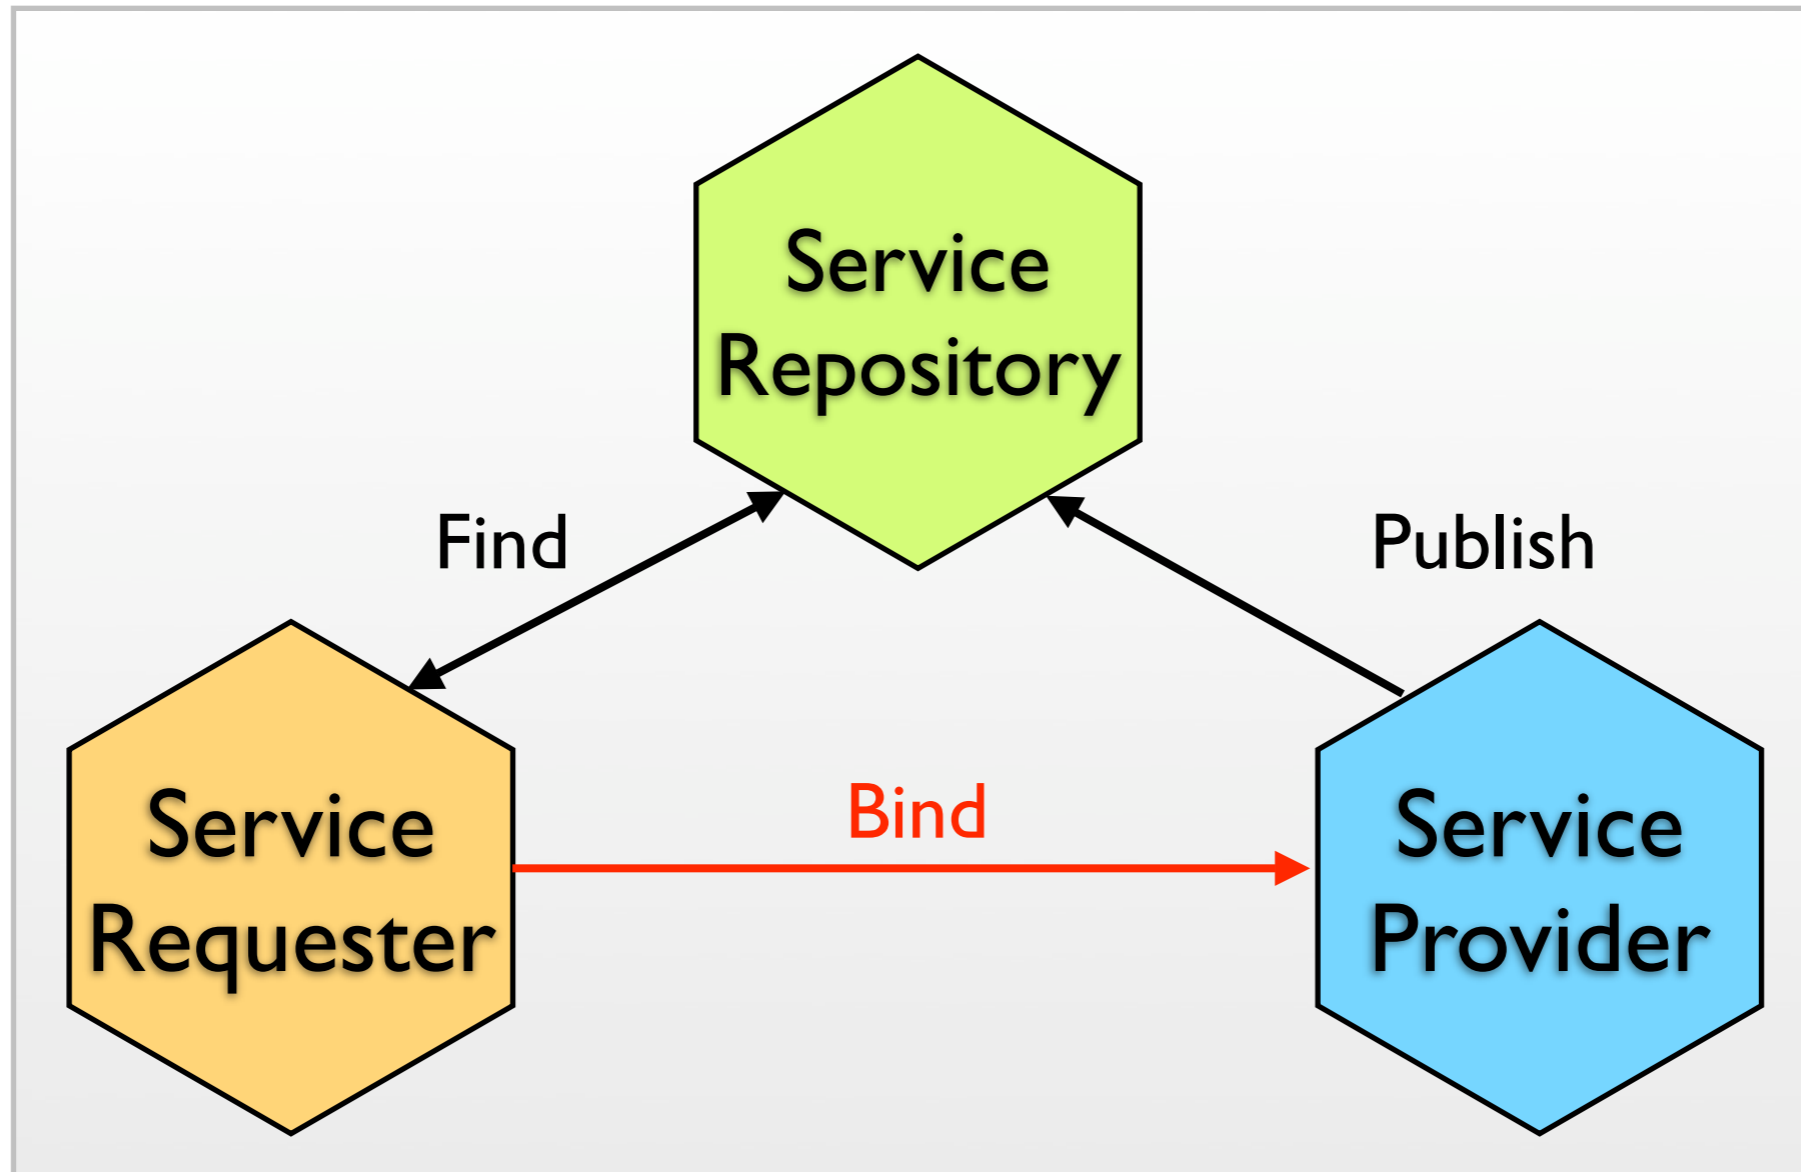 Service
Repository
Find
Publish
Bind
Service
Requester
Service
Provider